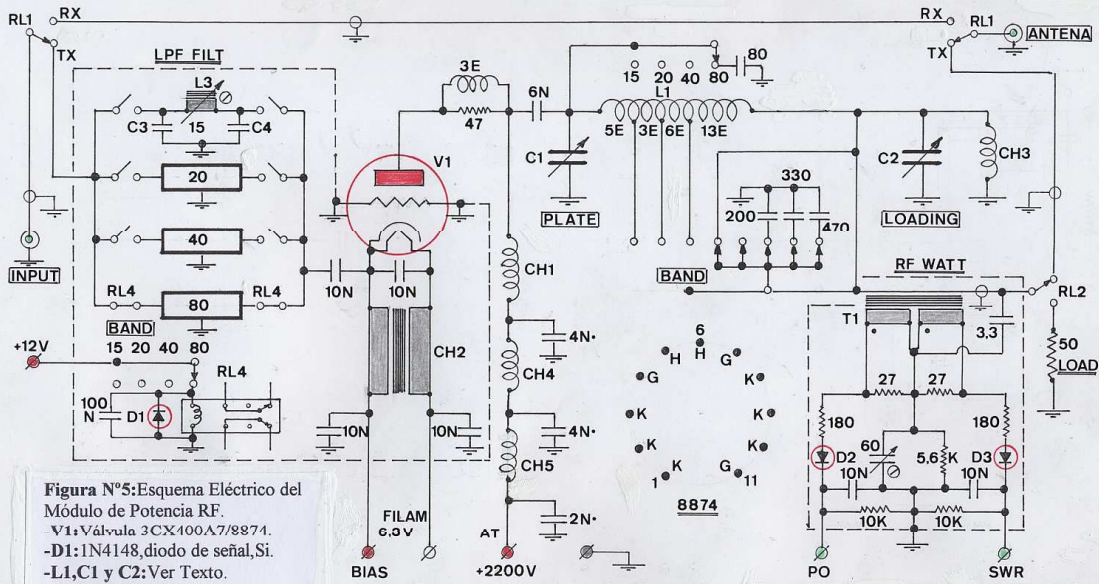 RL1 RX RX RL1 ANTENA
TX TX
LPF FILT
L3
C3 15 C4
20
40
RL4 80 RL4
INPUT
BAND
15 20 40 80
+12V
RL4
100 N
D1
3E
47
6N
V1
10N 10N
CH2
10N 10N
FILAM
6,3V
BIAS
CH1
4N
CH4
4N
CH5
2N
AT
+2200V
15 20 40 80
80
L1
5E 3E 6E 13E
C1
PLATE
C2
LOADING
CH3
330
200
470
BAND
6
H H
G K
K K
K K
K G
1 11
8874
RF WATT
RL2
T1
3,3
50
LOAD
27 27
180 180
D2 60 5,6 K D3
10N 10N
10K 10K
PO SWR
Figura Nº5:Esquema Eléctrico del
Módulo de Potencia RF.
V1:Válvula 3CX400A7/8874.
-D1:1N4148,diodo de señal,Si.
-L1,C1 y C2:Ver Texto.